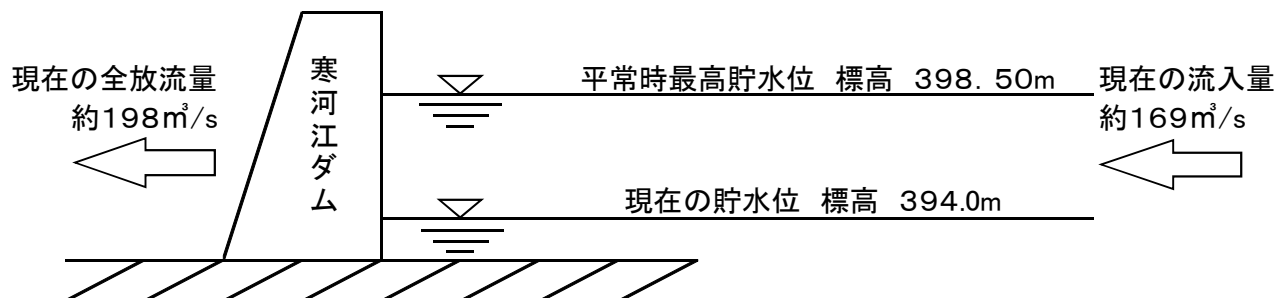 現在の全放流量
約198㎥/s
寒河江ダム
平常時最高貯水位 標高 398.50m
現在の流入量
約169㎥/s
現在の貯水位 標高 394.0m